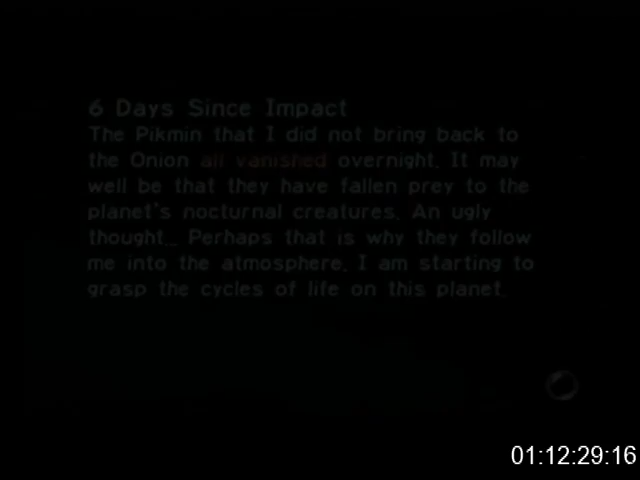 6 Days Since Impact
The Pikmin that I did not bring back to
the Onion all vanished overnight. It may
well be that they have fallen prey to the
planet's nocturnal creatures. An ugly
thought... Perhaps that is why they follow
me into the atmosphere. I am starting to
grasp the cycles of life on this planet.
01:12:29:16